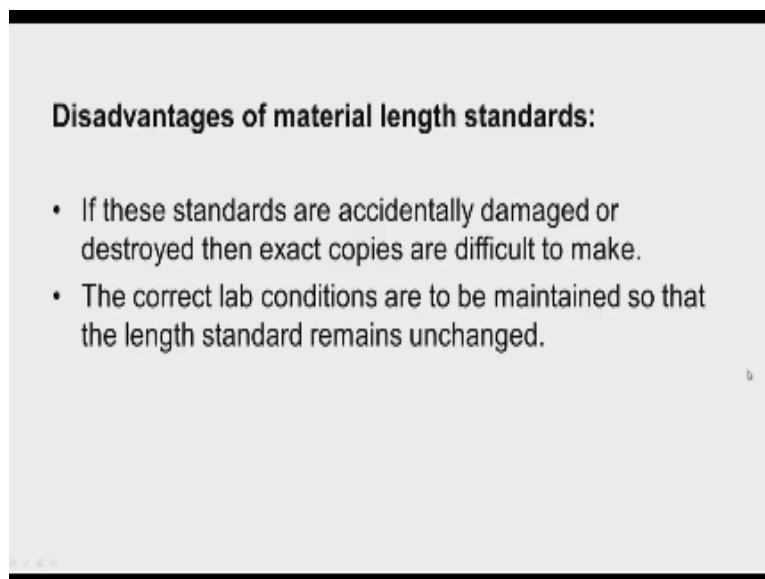 Disadvantages of material length standards:
• If these standards are accidentally damaged or
destroyed then exact copies are difficult to make.
• The correct lab conditions are to be maintained so that
the length standard remains unchanged.